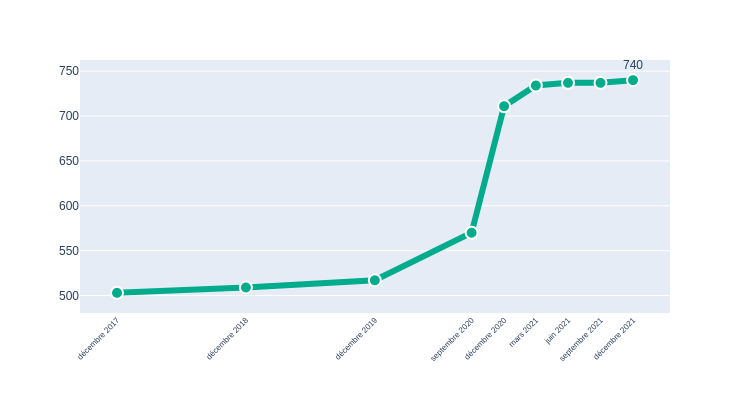 740
750
700
650
600
550
500
décembre 2017
décembre 2018
décembre 2019
septembre 2020
décembre 2020
mars 2021
juin 2021
septembre 2021
décembre 2021